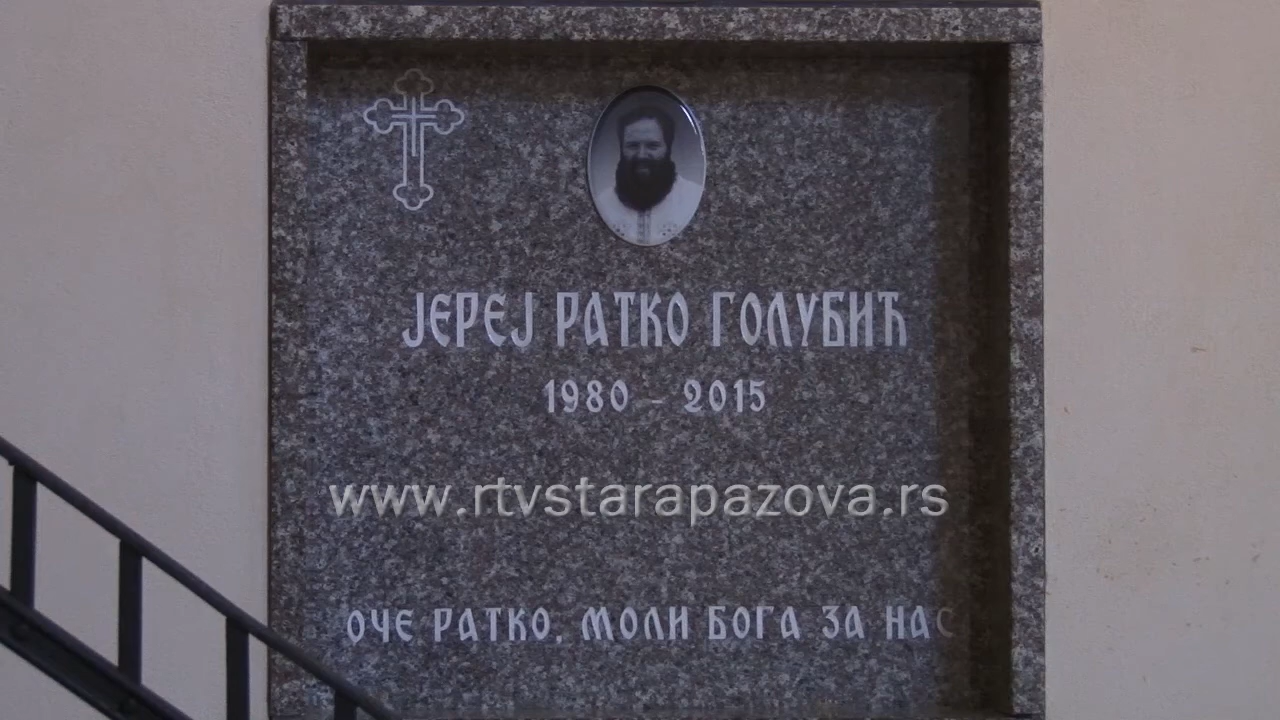 ЈЕРЕЈ РАТКО ГОЛУБИЋ
1980 - 2015
www.rtvstarapazova.rs
ОЧЕ РАТКО, МОЛИ БОГА ЗА НАС